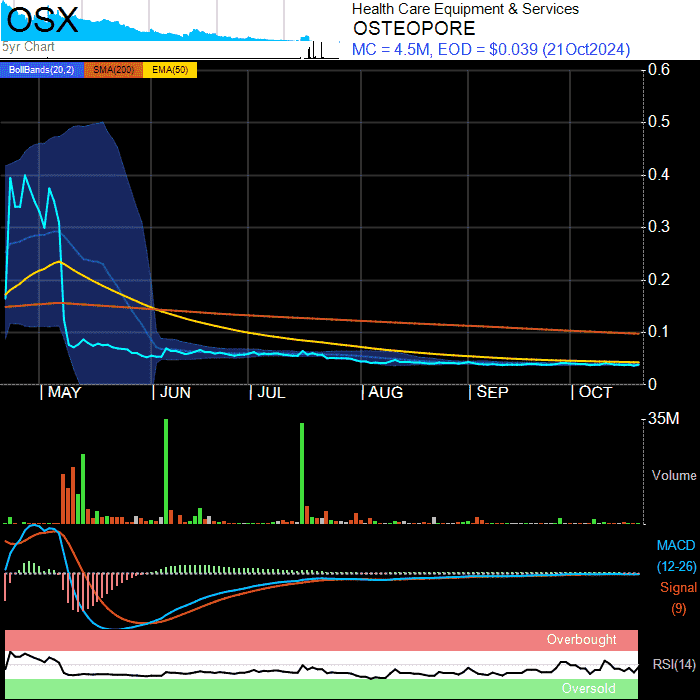 OSX
5yr Chart
Health Care Equipment & Services
OSTEOPORE
MC = 4.5M, EOD = $0.039 (21Oct2024)
BollBands(20,2) SMA(200) EMA(50)
0.6
0.5
0.4
0.3
0.2
0.1
0
MAY JUN JUL AUG SEP OCT
35M
Volume
MACD
(12-26)
Signal
(9)
Overbought
RSI(14)
Oversold